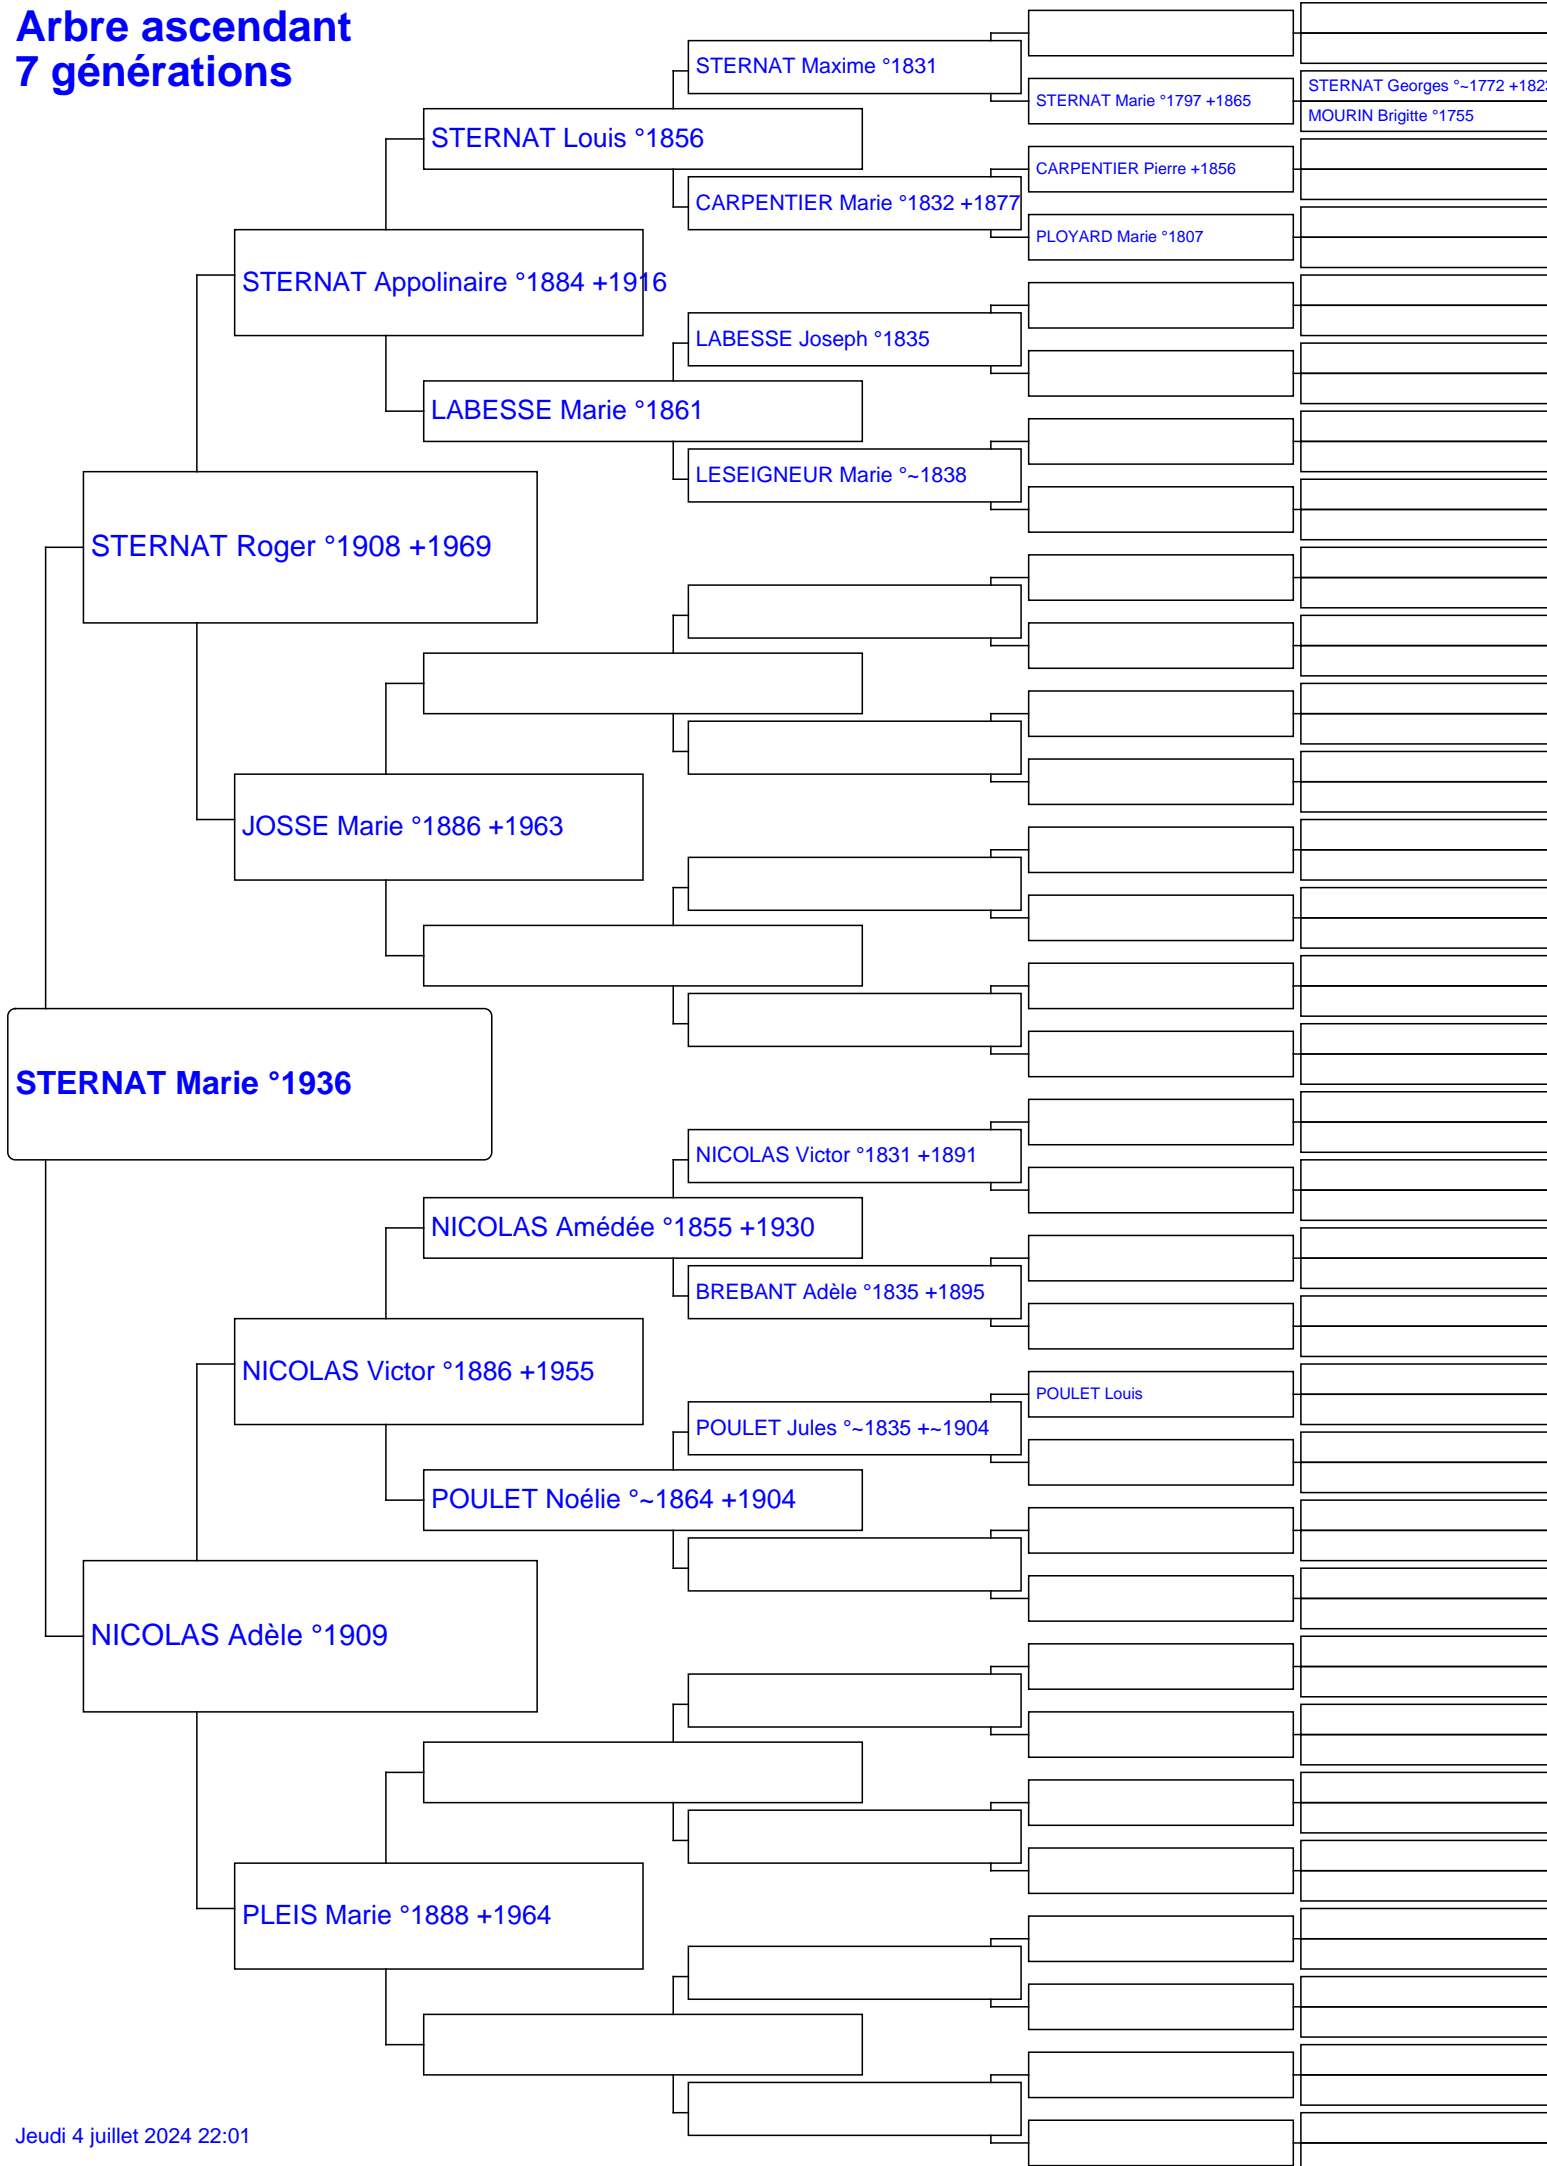 Arbre ascendant
7 générations
STERNAT Maxime °1831
STERNAT Georges °~1772
STERNAT Marie °1797 +1865
MOURIN Brigitte °1755
STERNAT Louis °1856
CARPENTIER Pierre +1856
CARPENTIER Marie °1832 +1877
PLOYARD Marie °1807
STERNAT Appolinaire °1884 +1916
LABESSE Joseph °1835
LABESSE Marie °1861
LESEIGNEUR Marie °~1838
STERNAT Roger °1908 +1969
JOSSE Marie °1886 +1963
STERNAT Marie °1936
NICOLAS Victor °1831 +1891
NICOLAS Amédée °1855 +1930
BREBANT Adèle °1835 +1895
NICOLAS Victor °1886 +1955
POULET Louis
POULET Jules °~1835 +~1904
POULET Noélie °~1864 +1904
NICOLAS Adèle °1909
PLEIS Marie °1888 +1964
Jeudi 4 juillet 2024 22:01